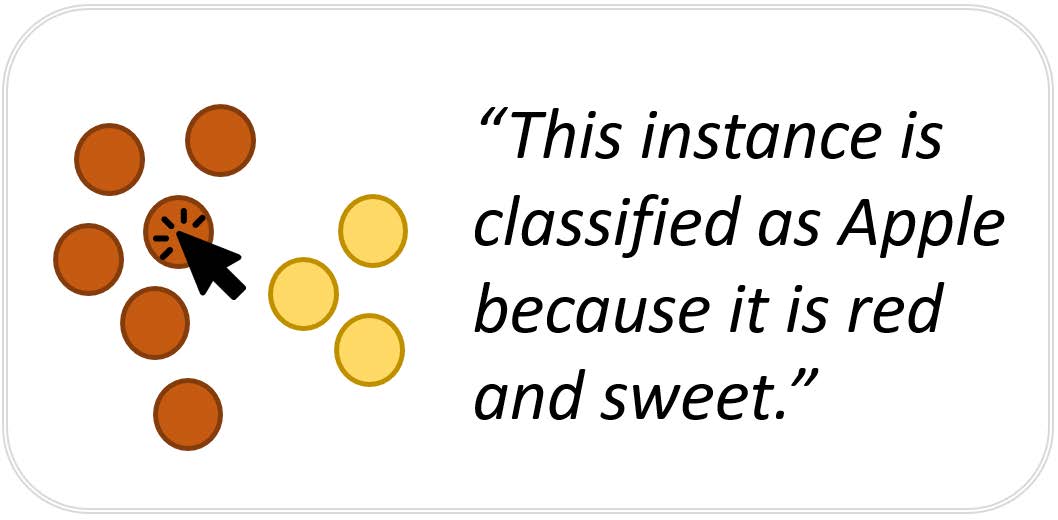 “This instance is
classified as Apple
because it is red
and sweet.”